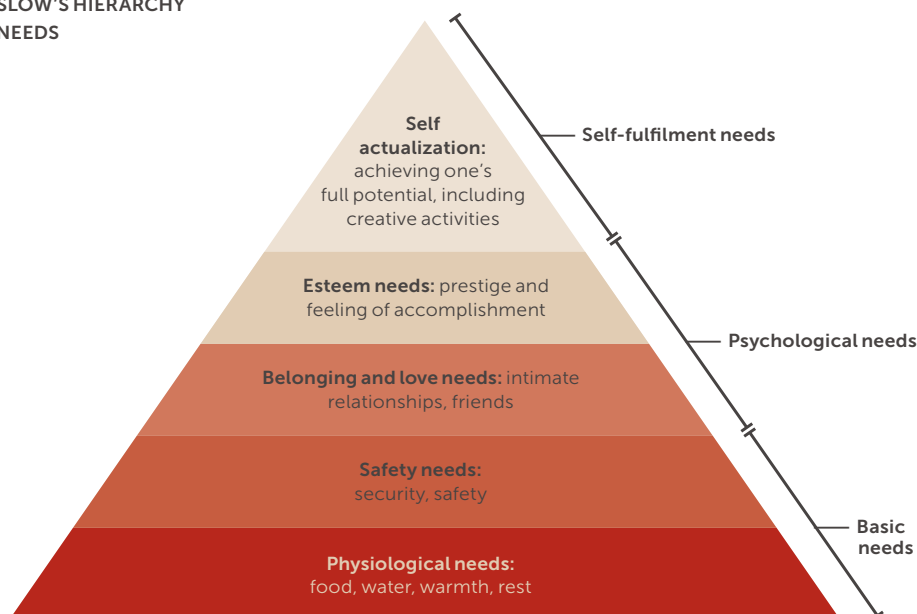 SLOW'S HIERARCHY
NEEDS
Self
actualization:
achieving one's
full potential, including
creative activities
Self-fulfilment needs
Esteem needs: prestige and
feeling of accomplishment
Psychological needs
Belonging and love needs: intimate
relationships, friends
Safety needs:
security, safety
Basic
needs
Physiological needs:
food, water, warmth, rest